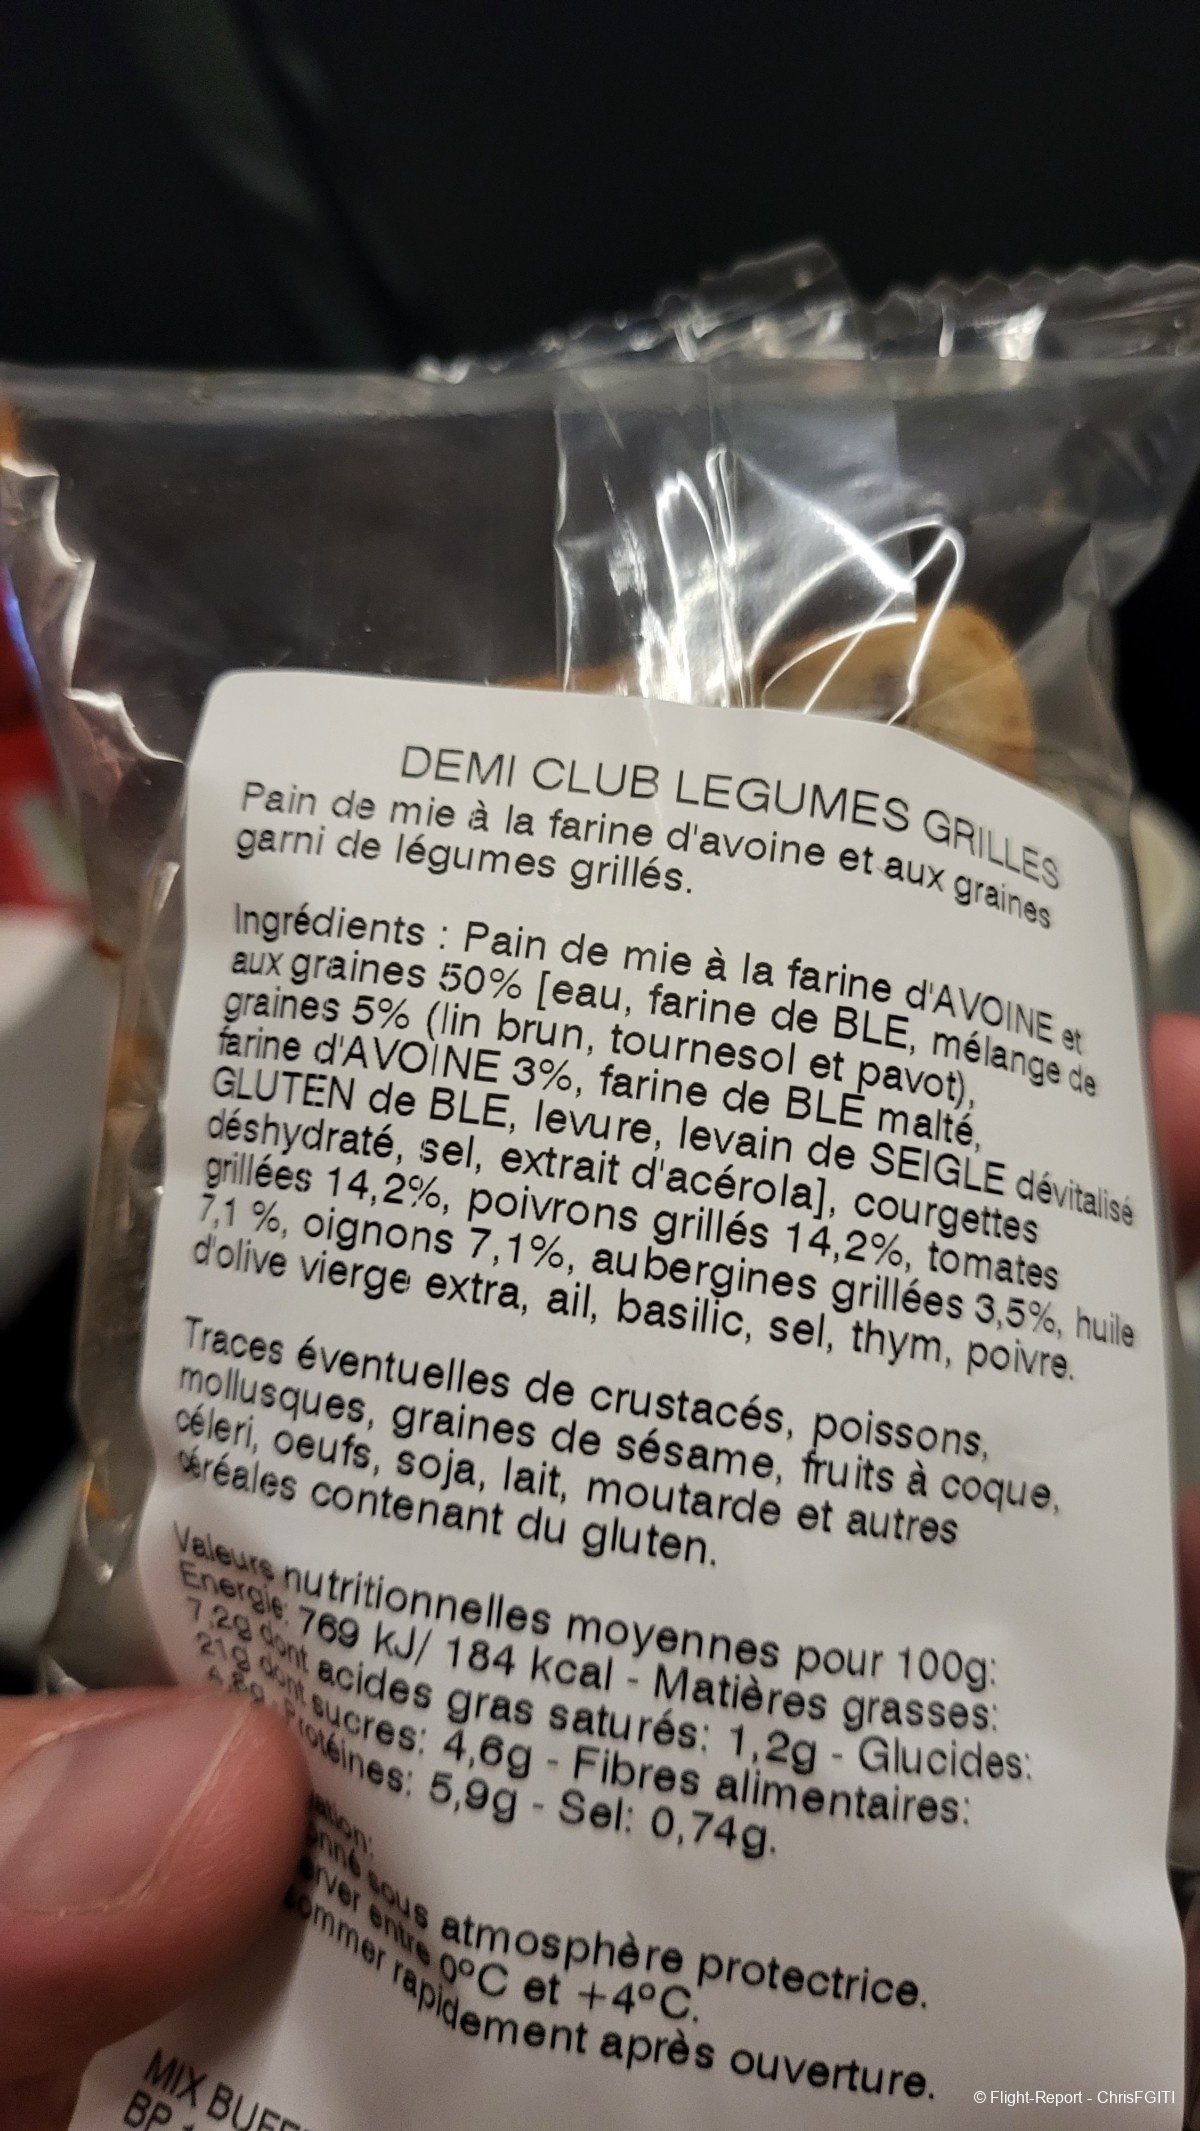 DEMI CLUB LEGUMES GRILLES
Pain de mie à la farine d'avoine et aux graines
garni de légumes grillés.
Ingrédients : Pain de mie à la farine d'AVOINE et
aux graines 50% [eau, farine de BLE, mélange de
graines 5% (lin brun, tournesol et pavot),
farine d'AVOINE 3%, farine de BLE malté,
GLUTEN de BLE, levure, levain de SEIGLE dévitalisé
déshydraté, sel, extrait d'acérola], courgettes
grillées 14,2%, poivrons grillés 14,2%, tomates
7,1 %, oignons 7,1%, aubergines grillées 3,5%, huile
d'olive vierge extra, ail, basilic, sel, thym, poivre.
Traces éventuelles de crustacés, poissons,
mollusques, graines de sésame, fruits à coque,
céleri, oeufs, soja, lait, moutarde et autres
céréales contenant du gluten.
Valeurs nutritionnelles moyennes pour 100g:
Energie: 769 kJ/ 184 kcal - Matières grasses:
7,2g dont acides gras saturés: 1,2g - Glucides:
21g dont sucres: 4,6g - Fibres alimentaires:
4,8g - Protéines: 5,9g - Sel: 0,74g.
sous atmosphère protectrice.
entre 0°C et +4°C.
rapidement après ouverture.
MIX
BP
© Flight-Report - ChrisFGITI